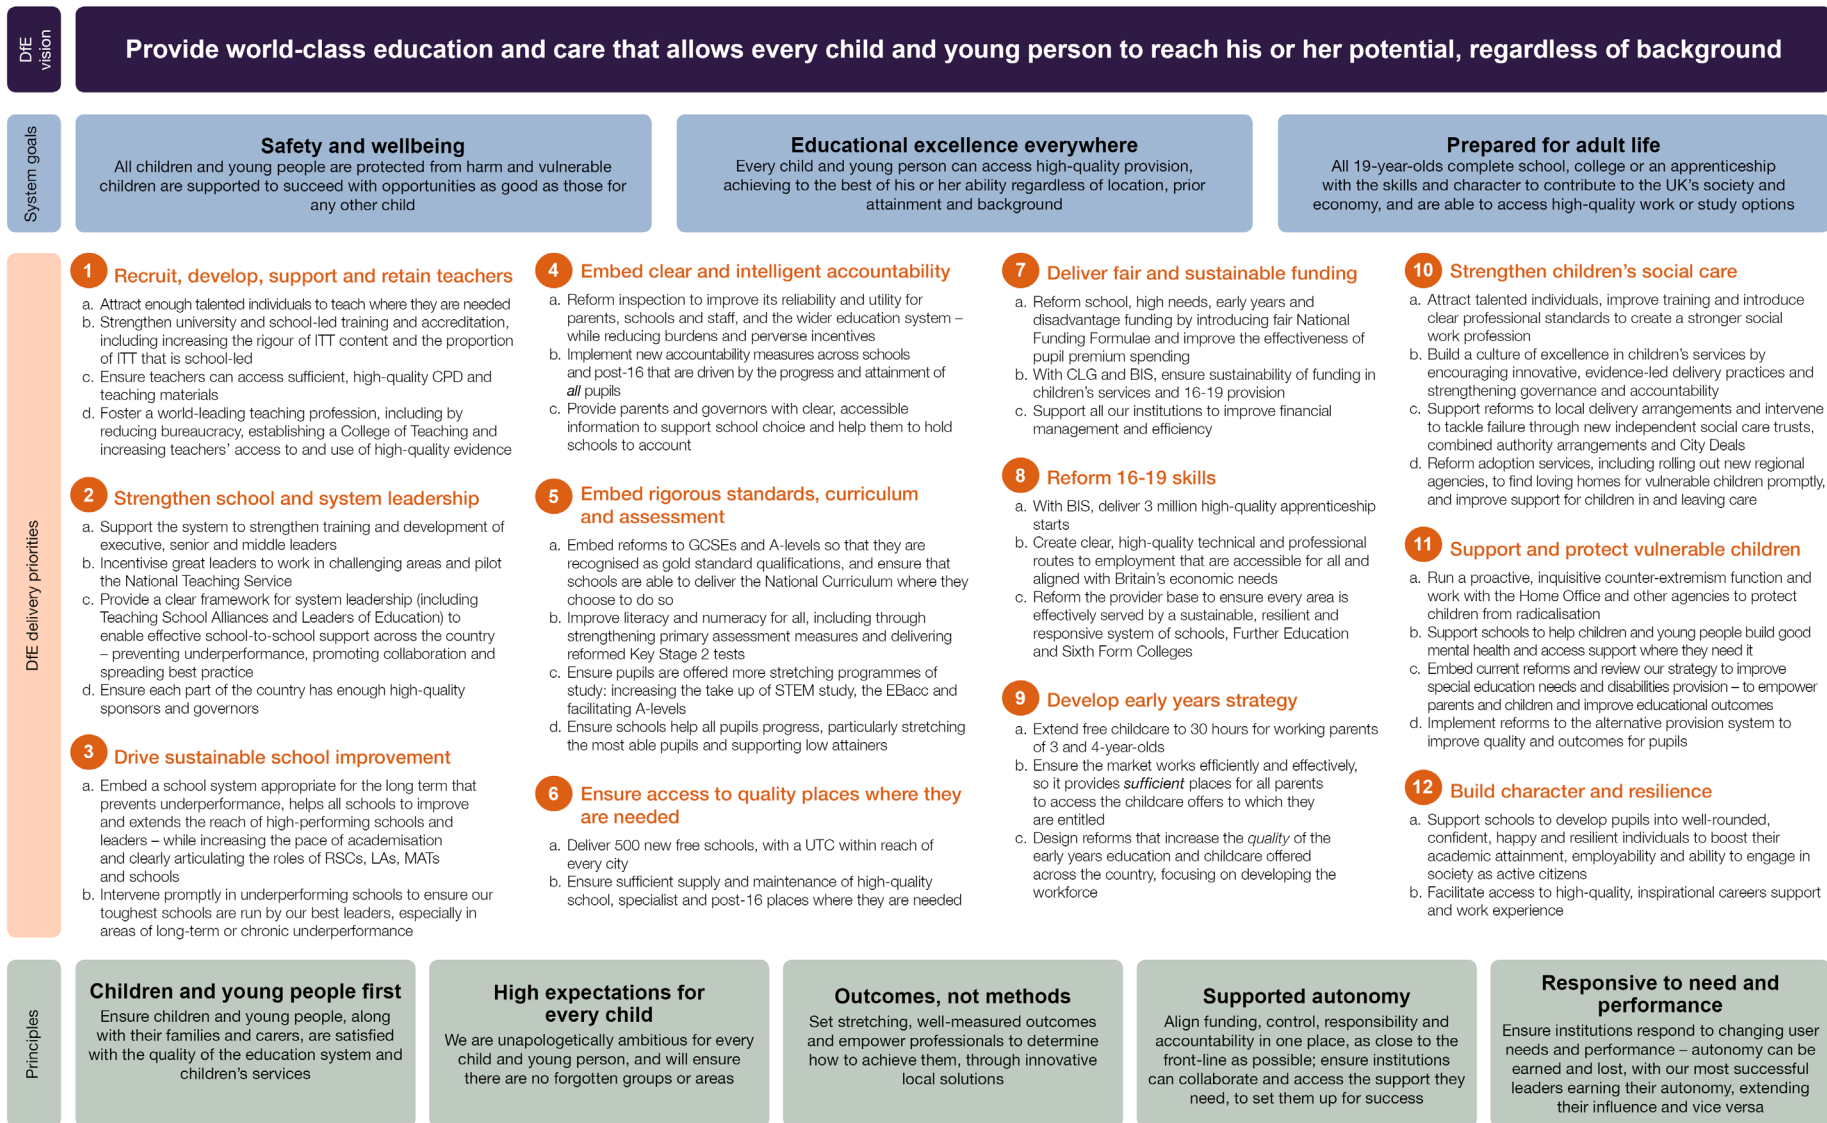 DfE
vision
Provide world-class education and care that allows every child and young person to reach his or her potential, regardless of background
System goals
Safety and wellbeing
All children and young people are protected from harm and vulnerable
children are supported to succeed with opportunities as good as those for
any other child
Educational excellence everywhere
Every child and young person can access high-quality provision,
achieving to the best of his or her ability regardless of location, prior
attainment and background
Prepared for adult life
All 19-year-olds complete school, college or an apprenticeship
with the skills and character to contribute to the UK's society and
economy, and are able to access high-quality work or study options
DfE delivery priorities
1 Recruit, develop, support and retain teachers
a. Attract enough talented individuals to teach where they are needed
b. Strengthen university and school-led training and accreditation,
including increasing the rigour of ITT content and the proportion
of ITT that is school-led
c. Ensure teachers can access sufficient, high-quality CPD and
teaching materials
d. Foster a world-leading teaching profession, including by
reducing bureaucracy, establishing a College of Teaching and
increasing teachers' access to and use of high-quality evidence
2 Strengthen school and system leadership
a. Support the system to strengthen training and development of
executive, senior and middle leaders
b. Incentivise great leaders to work in challenging areas and pilot
the National Teaching Service
c. Provide a clear framework for system leadership (including
Teaching School Alliances and Leaders of Education) to
enable effective school-to-school support across the country
– preventing underperformance, promoting collaboration and
spreading best practice
d. Ensure each part of the country has enough high-quality
sponsors and governors
3 Drive sustainable school improvement
a. Embed a school system appropriate for the long term that
prevents underperformance, helps all schools to improve
and extends the reach of high-performing schools and
leaders – while increasing the pace of academisation
and clearly articulating the roles of RSCs, LAs, MATs
and schools
b. Intervene promptly in underperforming schools to ensure our
toughest schools are run by our best leaders, especially in
areas of long-term or chronic underperformance
4 Embed clear and intelligent accountability
a. Reform inspection to improve its reliability and utility for
parents, schools and staff, and the wider education system –
while reducing burdens and perverse incentives
b. Implement new accountability measures across schools
and post-16 that are driven by the progress and attainment of
all pupils
c. Provide parents and governors with clear, accessible
information to support school choice and help them to hold
schools to account
5 Embed rigorous standards, curriculum
and assessment
a. Embed reforms to GCSEs and A-levels so that they are
recognised as gold standard qualifications, and ensure that
schools are able to deliver the National Curriculum where they
choose to do so
b. Improve literacy and numeracy for all, including through
strengthening primary assessment measures and delivering
reformed Key Stage 2 tests
c. Ensure pupils are offered more stretching programmes of
study: increasing the take up of STEM study, the EBacc and
facilitating A-levels
d. Ensure schools help all pupils progress, particularly stretching
the most able pupils and supporting low attainers
6 Ensure access to quality places where they
are needed
a. Deliver 500 new free schools, with a UTC within reach of
every city
b. Ensure sufficient supply and maintenance of high-quality
school, specialist and post-16 places where they are needed
7 Deliver fair and sustainable funding
a. Reform school, high needs, early years and
disadvantage funding by introducing fair National
Funding Formulae and improve the effectiveness of
pupil premium spending
b. With CLG and BIS, ensure sustainability of funding in
children's services and 16-19 provision
c. Support all our institutions to improve financial
management and efficiency
8 Reform 16-19 skills
a. With BIS, deliver 3 million high-quality apprenticeship
starts
b. Create clear, high-quality technical and professional
routes to employment that are accessible for all and
aligned with Britain's economic needs
c. Reform the provider base to ensure every area is
effectively served by a sustainable, resilient and
responsive system of schools, Further Education
and Sixth Form Colleges
9 Develop early years strategy
a. Extend free childcare to 30 hours for working parents
of 3 and 4-year-olds
b. Ensure the market works efficiently and effectively,
so it provides sufficient places for all parents
to access the childcare offers to which they
are entitled
c. Design reforms that increase the quality of the
early years education and childcare offered
across the country, focusing on developing the
workforce
10 Strengthen children's social care
a. Attract talented individuals, improve training and introduce
clear professional standards to create a stronger social
work profession
b. Build a culture of excellence in children's services by
encouraging innovative, evidence-led delivery practices and
strengthening governance and accountability
c. Support reforms to local delivery arrangements and intervene
to tackle failure through new independent social care trusts,
combined authority arrangements and City Deals
d. Reform adoption services, including rolling out new regional
agencies, to find loving homes for vulnerable children promptly,
and improve support for children in and leaving care
11 Support and protect vulnerable children
a. Run a proactive, inquisitive counter-extremism function and
work with the Home Office and other agencies to protect
children from radicalisation
b. Support schools to help children and young people build good
mental health and access support where they need it
c. Embed current reforms and review our strategy to improve
special education needs and disabilities provision – to empower
parents and children and improve educational outcomes
d. Implement reforms to the alternative provision system to
improve quality and outcomes for pupils
12 Build character and resilience
a. Support schools to develop pupils into well-rounded,
confident, happy and resilient individuals to boost their
academic attainment, employability and ability to engage in
society as active citizens
b. Facilitate access to high-quality, inspirational careers support
and work experience
Principles
Children and young people first
Ensure children and young people, along
with their families and carers, are satisfied
with the quality of the education system and
children's services
High expectations for
every child
We are unapologetically ambitious for every
child and young person, and will ensure
there are no forgotten groups or areas
Outcomes, not methods
Set stretching, well-measured outcomes
and empower professionals to determine
how to achieve them, through innovative
local solutions
Supported autonomy
Align funding, control, responsibility and
accountability in one place, as close to the
front-line as possible; ensure institutions
can collaborate and access the support they
need, to set them up for success
Responsive to need and
performance
Ensure institutions respond to changing user
needs and performance – autonomy can be
earned and lost, with our most successful
leaders earning their autonomy, extending
their influence and vice versa